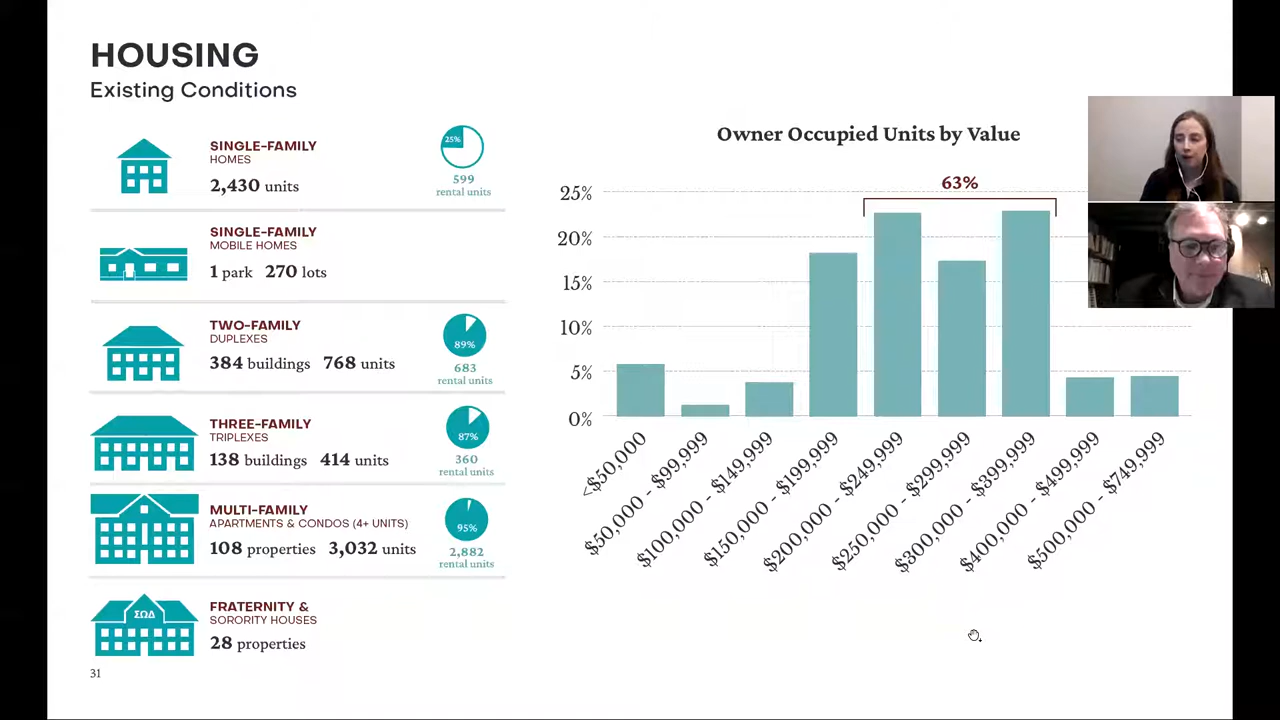 HOUSING
Existing Conditions
SINGLE-FAMILY
HOMES
2,430 units
25%
599
rental units
SINGLE-FAMILY
MOBILE HOMES
1 park 270 lots
TWO-FAMILY
DUPLEXES
384 buildings 768 units
89%
683
rental units
THREE-FAMILY
TRIPLEXES
138 buildings 414 units
87%
360
rental units
MULTI-FAMILY
APARTMENTS & CONDOS (4+ UNITS)
108 properties 3,032 units
95%
2,882
rental units
ΣΩΔ
FRATERNITY &
SORORITY HOUSES
28 properties
31
Owner Occupied Units by Value
63%
25%
20%
15%
10%
5%
0%
<$50,000
$50,000 - $99,999
$100,000 - $149,999
$150,000 - $199,999
$200,000 - $249,999
$250,000 - $299,999
$300,000 - $399,999
$400,000 - $499,999
$500,000 - $749,999